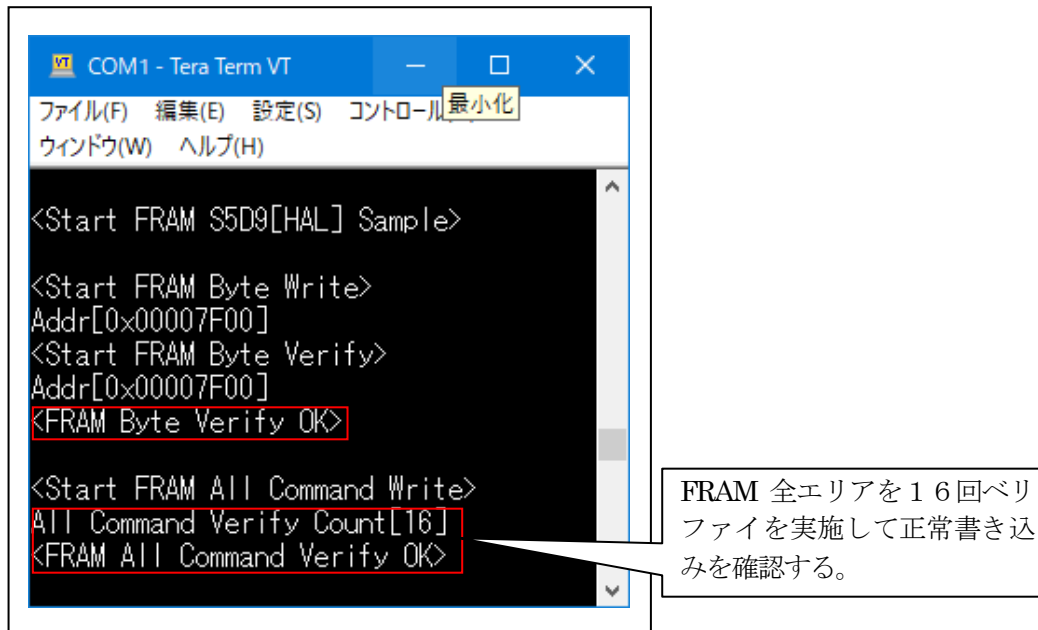 COM1 - Tera Term VT
ファイル(F) 編集(E) 設定(S) コントロール
最小化
ウィンドウ(W) ヘルプ(H)
<Start FRAM S5D9[HAL] Sample>
<Start FRAM Byte Write>
Addr[0x00007F00]
<Start FRAM Byte Verify>
Addr[0x00007F00]
<FRAM Byte Verify OK>
<Start FRAM All Command Write>
All Command Verify Count[16]
<FRAM All Command Verify OK>
FRAM 全エリアを１６回ベリ
ファイを実施して正常書き込
みを確認する。